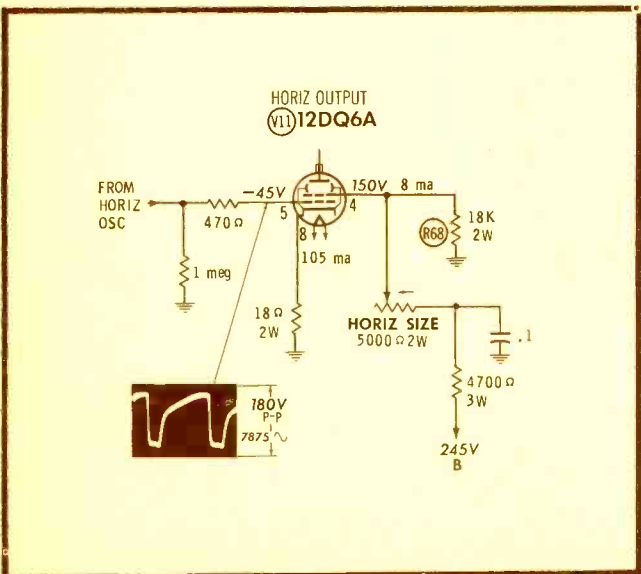 HORIZ OUTPUT
V11 12DQ6A
FROM
HORIZ
OSC
470Ω
-45V
5
150V
4
8 ma
8
105 ma
1 meg
18Ω
2W
R68
18K
2W
HORIZ SIZE
5000Ω 2W
.1
4700Ω
3W
245V
B
180V
P-P
7875∿